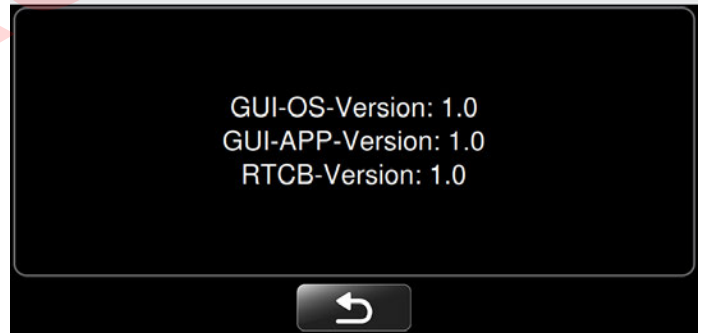 GUI-OS-Version: 1.0
GUI-APP-Version: 1.0
RTCB-Version: 1.0